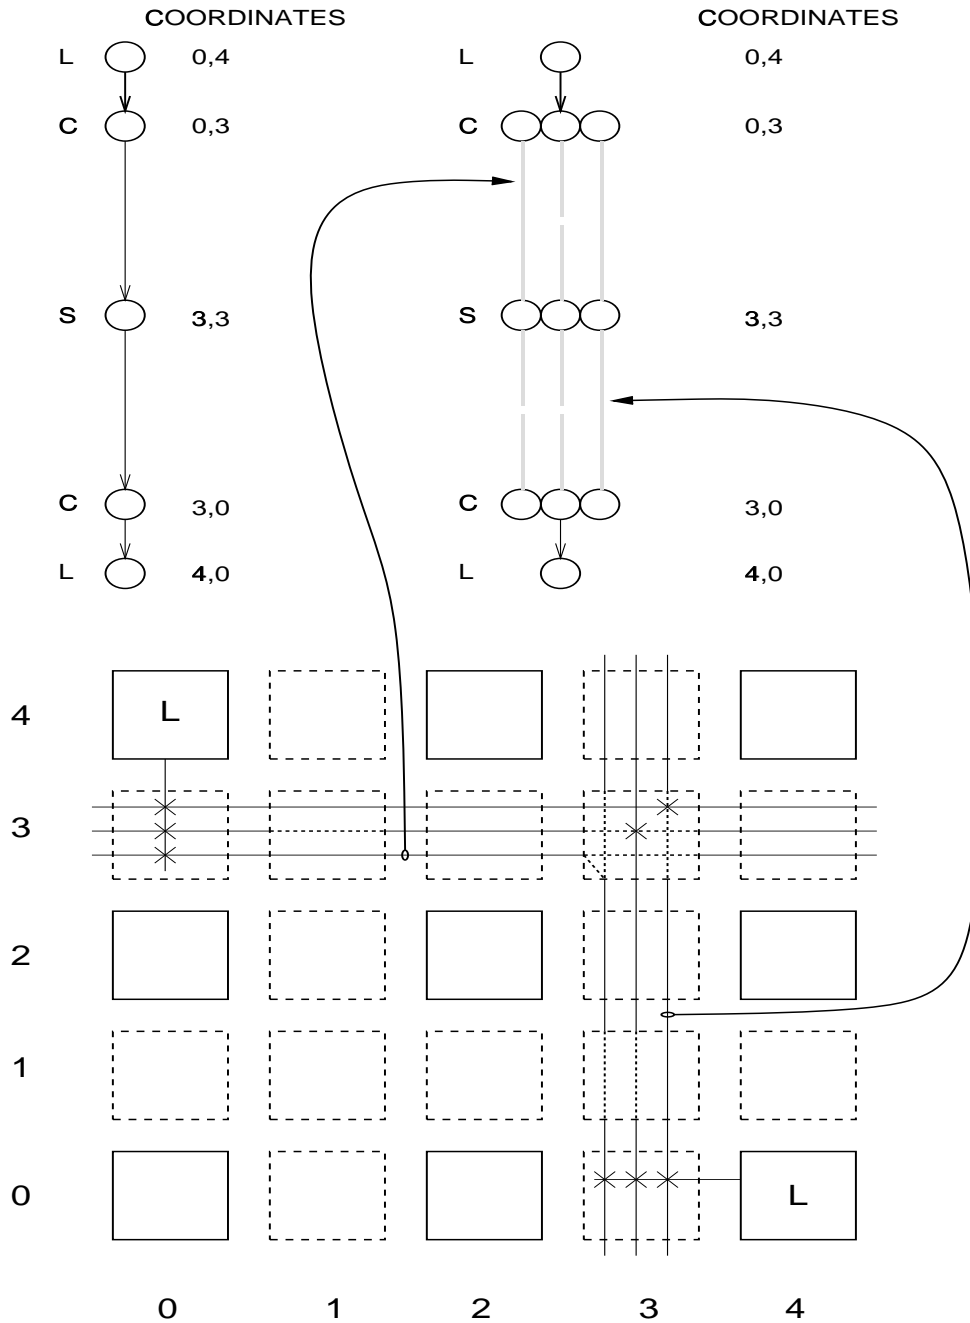 COORDINATES COORDINATES
L 0,4 L 0,4
C 0,3 C 0,3
S 3,3 S 3,3
C 3,0 C 3,0
L 4,0 L 4,0
4 L
3
2
1
0 L
0 1 2 3 4